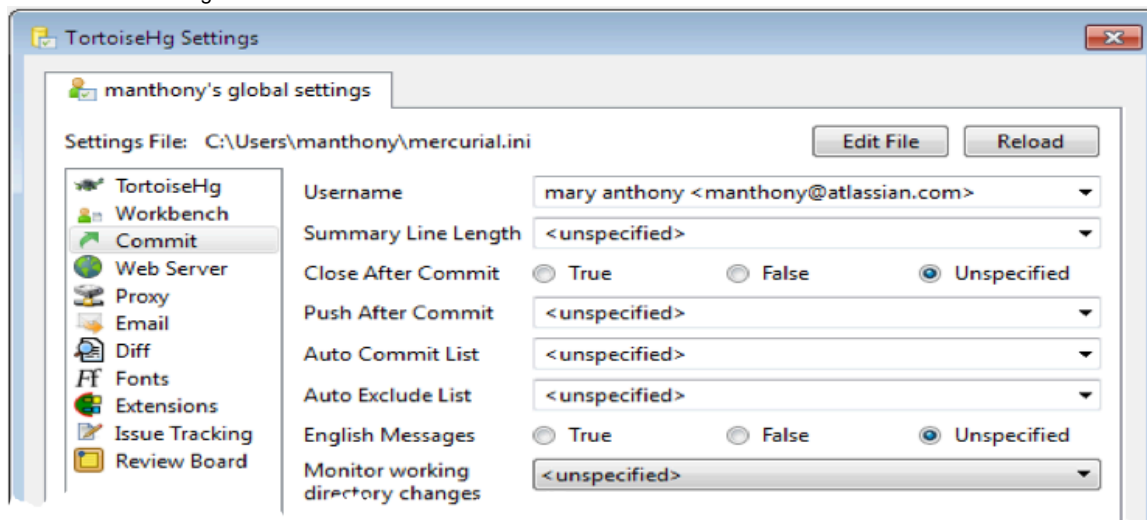 TortoiseHg Settings
manthony's global settings
Settings File: C:\Users\manthony\mercurial.ini
Edit File
Reload
TortoiseHg
Workbench
Commit
Web Server
Proxy
Email
Diff
Ff Fonts
Extensions
Issue Tracking
Review Board
Username mary anthony <manthony@atlassian.com>
Summary Line Length <unspecified>
Close After Commit True False Unspecified
Push After Commit <unspecified>
Auto Commit List <unspecified>
Auto Exclude List <unspecified>
English Messages True False Unspecified
Monitor working directory changes <unspecified>